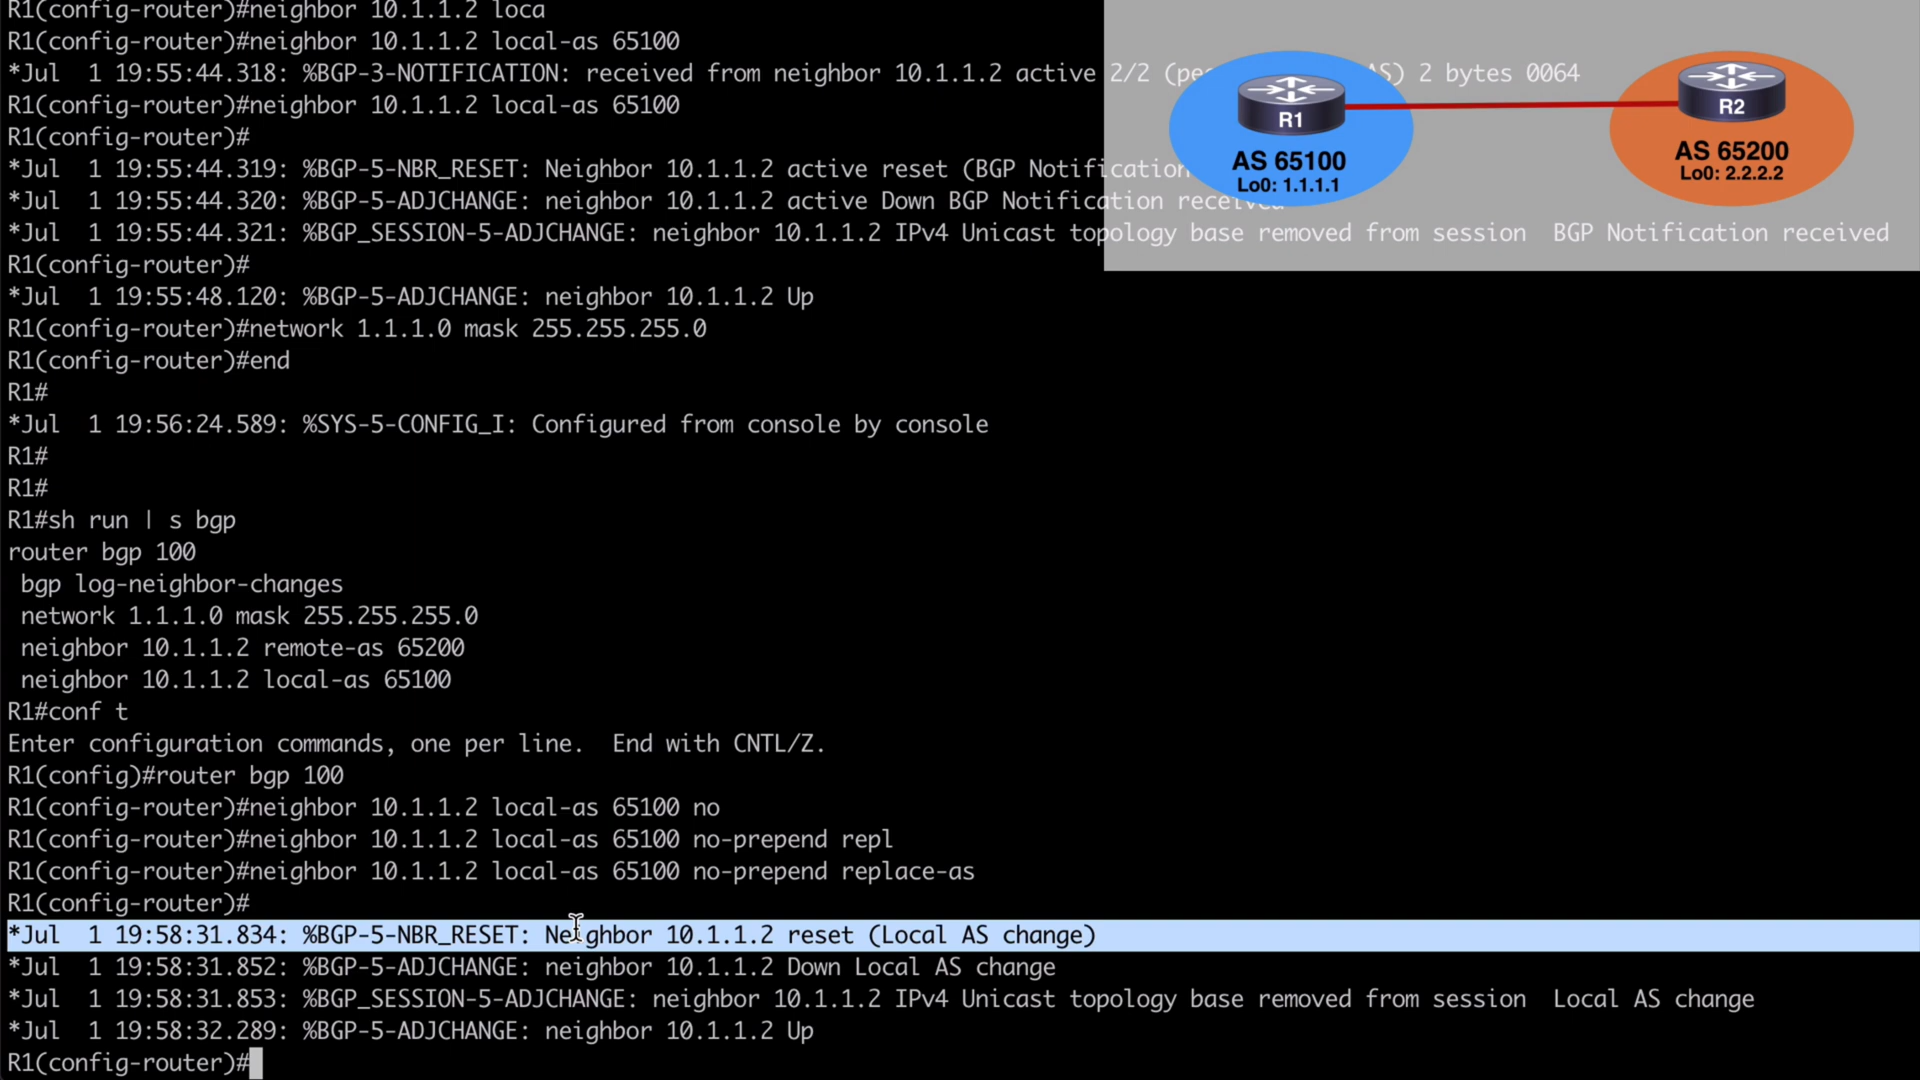 R1(config-router)#neighbor 10.1.1.2 loca
R1(config-router)#neighbor 10.1.1.2 local-as 65100
*Jul  1 19:55:44.318: %BGP-3-NOTIFICATION: received from neighbor 10.1.1.2 active 2/2 (pe AS) 2 bytes 0064
R1(config-router)#neighbor 10.1.1.2 local-as 65100
R1(config-router)#
*Jul  1 19:55:44.319: %BGP-5-NBR_RESET: Neighbor 10.1.1.2 active reset (BGP Notification
*Jul  1 19:55:44.320: %BGP-5-ADJCHANGE: neighbor 10.1.1.2 active Down BGP Notification received
*Jul  1 19:55:44.321: %BGP_SESSION-5-ADJCHANGE: neighbor 10.1.1.2 IPv4 Unicast topology base removed from session  BGP Notification received
R1(config-router)#
*Jul  1 19:55:48.120: %BGP-5-ADJCHANGE: neighbor 10.1.1.2 Up
R1(config-router)#network 1.1.1.0 mask 255.255.255.0
R1(config-router)#end
R1#
*Jul  1 19:56:24.589: %SYS-5-CONFIG_I: Configured from console by console
R1#
R1#
R1#sh run | s bgp
router bgp 100
 bgp log-neighbor-changes
 network 1.1.1.0 mask 255.255.255.0
 neighbor 10.1.1.2 remote-as 65200
 neighbor 10.1.1.2 local-as 65100
R1#conf t
Enter configuration commands, one per line.  End with CNTL/Z.
R1(config)#router bgp 100
R1(config-router)#neighbor 10.1.1.2 local-as 65100 no
R1(config-router)#neighbor 10.1.1.2 local-as 65100 no-prepend repl
R1(config-router)#neighbor 10.1.1.2 local-as 65100 no-prepend replace-as
R1(config-router)#
*Jul  1 19:58:31.834: %BGP-5-NBR_RESET: Neighbor 10.1.1.2 reset (Local AS change)
*Jul  1 19:58:31.852: %BGP-5-ADJCHANGE: neighbor 10.1.1.2 Down Local AS change
*Jul  1 19:58:31.853: %BGP_SESSION-5-ADJCHANGE: neighbor 10.1.1.2 IPv4 Unicast topology base removed from session  Local AS change
*Jul  1 19:58:32.289: %BGP-5-ADJCHANGE: neighbor 10.1.1.2 Up
R1(config-router)#
R1
AS 65100
Lo0: 1.1.1.1
R2
AS 65200
Lo0: 2.2.2.2